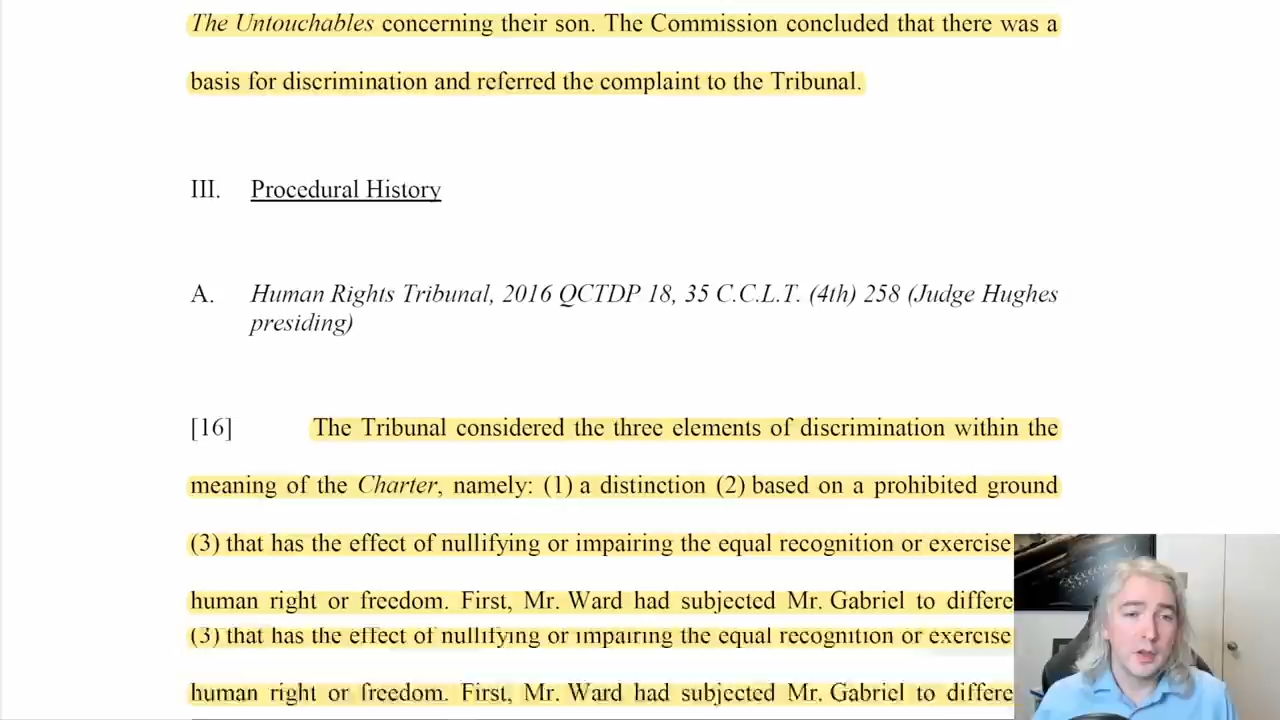 The Untouchables concerning their son. The Commission concluded that there was a
basis for discrimination and referred the complaint to the Tribunal.
III. Procedural History
A. Human Rights Tribunal, 2016 QCTDP 18, 35 C.C.L.T. (4th) 258 (Judge Hughes
presiding)
[16] The Tribunal considered the three elements of discrimination within the
meaning of the Charter, namely: (1) a distinction (2) based on a prohibited ground
(3) that has the effect of nullifying or impairing the equal recognition or exercise
human right or freedom. First, Mr. Ward had subjected Mr. Gabriel to differe
(3) that has the effect of nullifying or impairing the equal recognition or exercise
human right or freedom. First, Mr. Ward had subjected Mr. Gabriel to differe